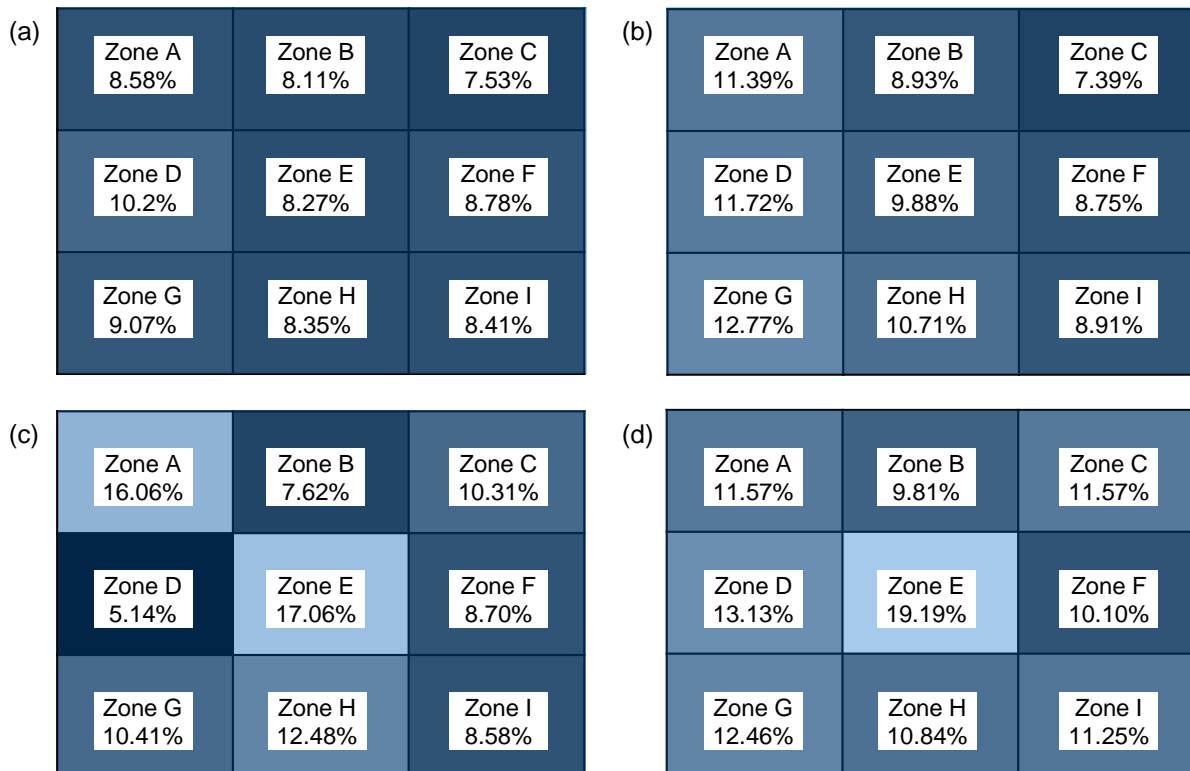 (a)
Zone A
8.58%
Zone B
8.11%
Zone C
7.53%
Zone D
10.2%
Zone E
8.27%
Zone F
8.78%
Zone G
9.07%
Zone H
8.35%
Zone I
8.41%
(b)
Zone A
11.39%
Zone B
8.93%
Zone C
7.39%
Zone D
11.72%
Zone E
9.88%
Zone F
8.75%
Zone G
12.77%
Zone H
10.71%
Zone I
8.91%
(c)
Zone A
16.06%
Zone B
7.62%
Zone C
10.31%
Zone D
5.14%
Zone E
17.06%
Zone F
8.70%
Zone G
10.41%
Zone H
12.48%
Zone I
8.58%
(d)
Zone A
11.57%
Zone B
9.81%
Zone C
11.57%
Zone D
13.13%
Zone E
19.19%
Zone F
10.10%
Zone G
12.46%
Zone H
10.84%
Zone I
11.25%